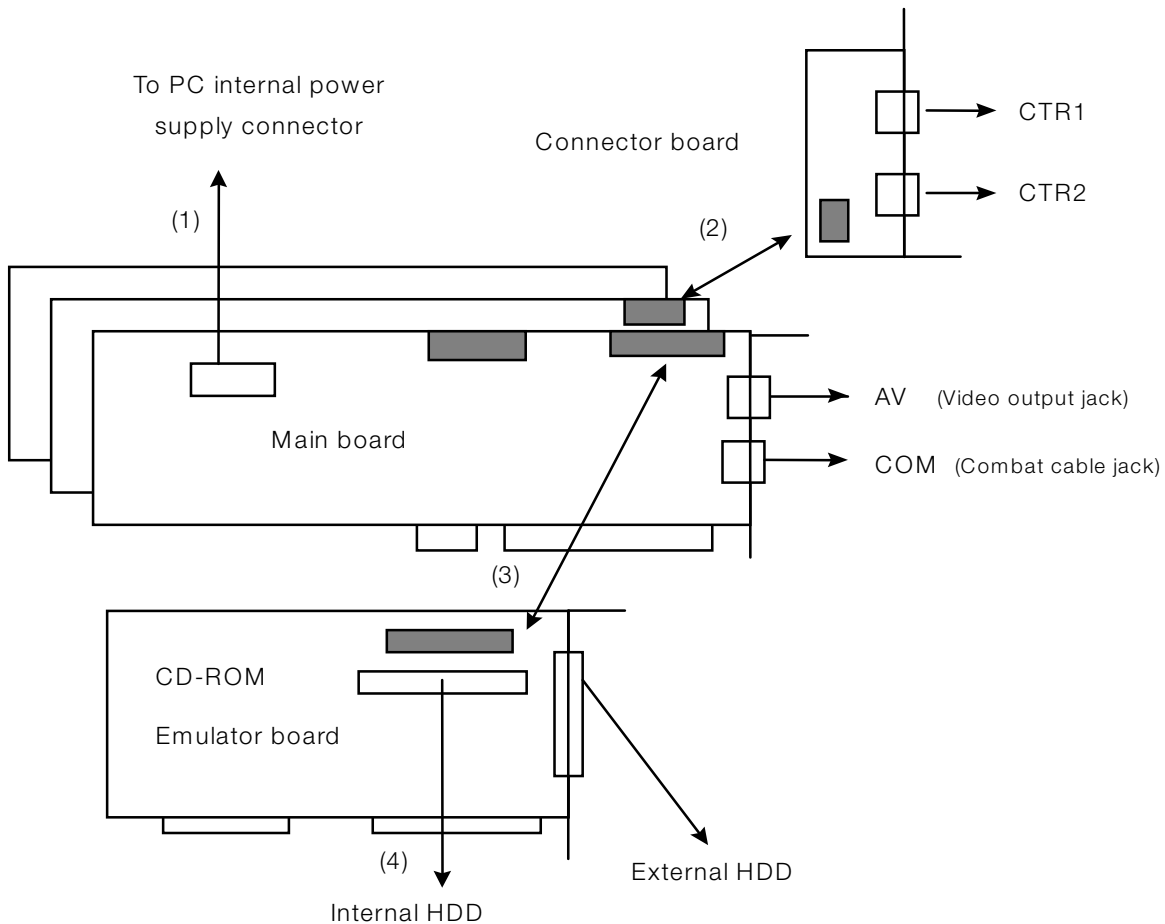 To PC internal power
supply connector
Connector board
CTR1
CTR2
(1)
(2)
Main board
AV (Video output jack)
COM (Combat cable jack)
(3)
CD-ROM
Emulator board
(4)
External HDD
Internal HDD